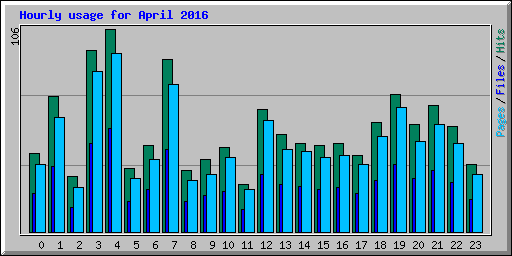 Hourly usage for April 2016
106
Pages / Files / Hits
0 1 2 3 4 5 6 7 8 9 10 11 12 13 14 15 16 17 18 19 20 21 22 23